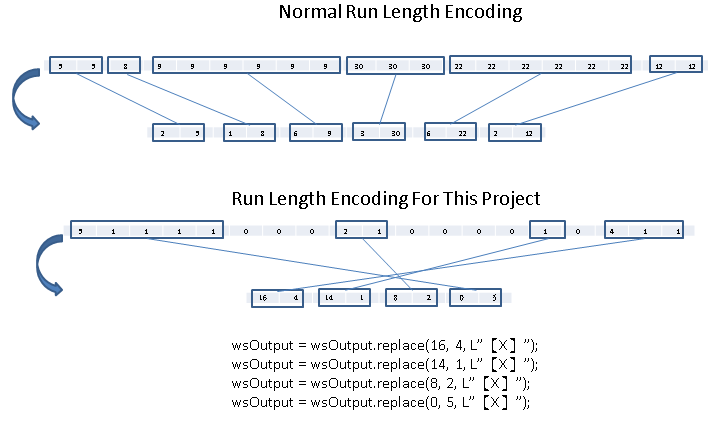 Normal Run Length Encoding
5 5 8 9 9 9 9 9 9 30 30 30 22 22 22 22 22 22 12 12
2 5 1 8 6 9 3 30 6 22 2 12
Run Length Encoding For This Project
5 1 1 1 1 0 0 0 2 1 0 0 0 0 1 0 4 1 1
16 4 14 1 8 2 0 5
wsOutput = wsOutput.replace(16, 4, L”【X】”);
wsOutput = wsOutput.replace(14, 1, L”【X】”);
wsOutput = wsOutput.replace(8, 2, L”【X】”);
wsOutput = wsOutput.replace(0, 5, L”【X】”);